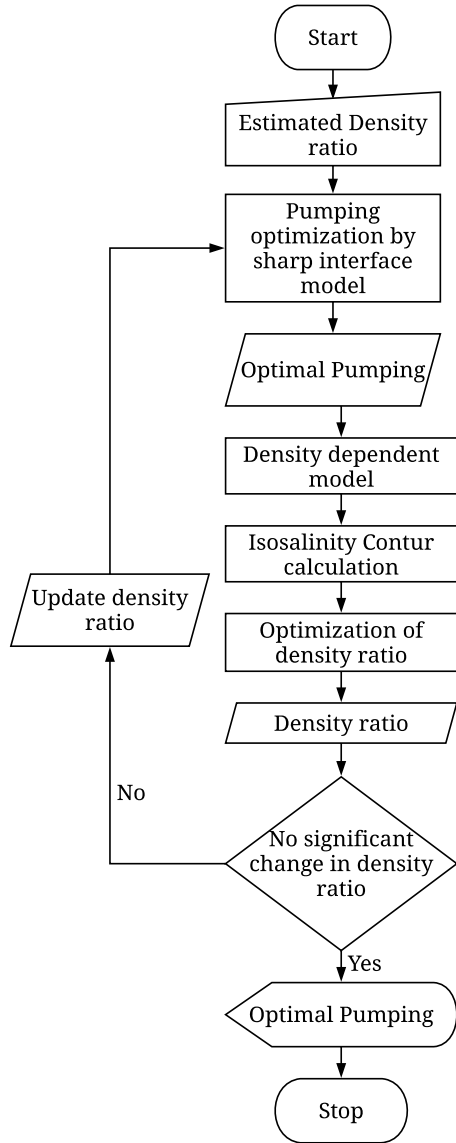 Start
Estimated Density
ratio
Pumping
optimization by
sharp interface
model
Optimal Pumping
Density dependent
model
Isosalinity Contur
calculation
Update density
ratio
Optimization of
density ratio
Density ratio
No
No significant
change in density
ratio
Yes
Optimal Pumping
Stop